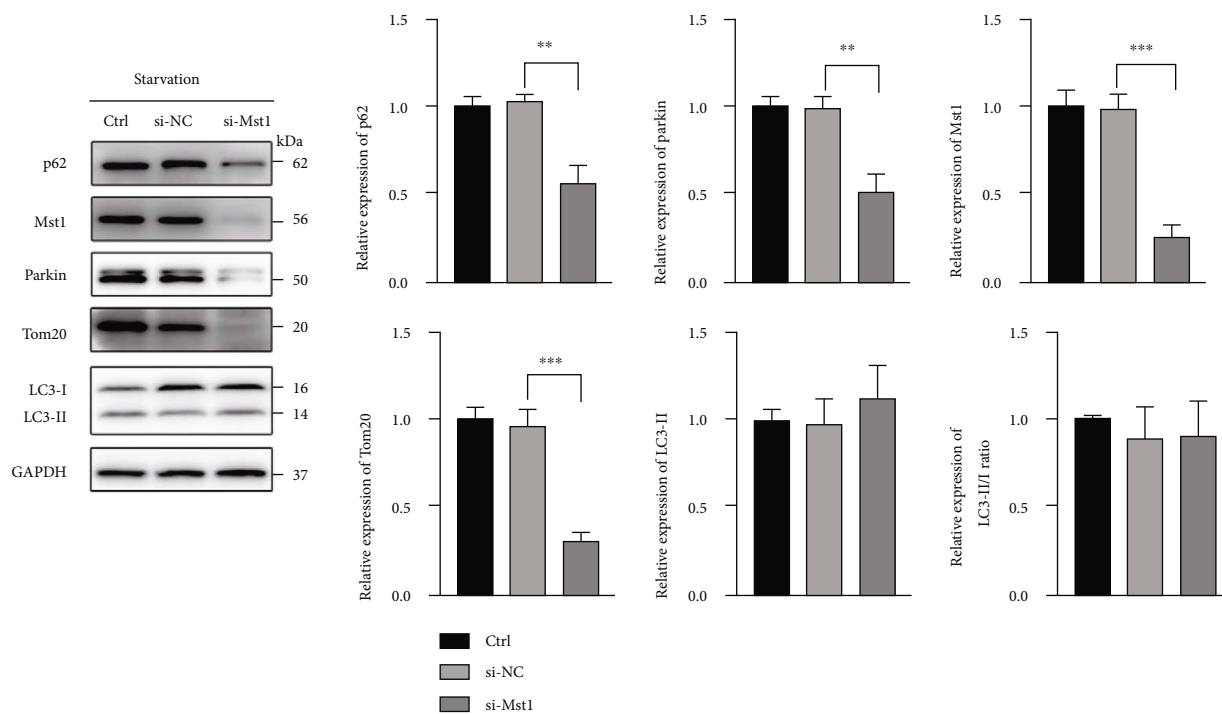 Starvation
Ctrl si-NC si-Mst1
kDa
p62 62
Mst1 56
Parkin 50
Tom20 20
LC3-I 16
LC3-II 14
GAPDH 37
Relative expression of p62
1.5
1.0
0.5
0.0
**
Relative expression of parkin
1.5
1.0
0.5
0.0
**
Relative expression of Mst1
1.5
1.0
0.5
0.0
***
Relative expression of Tom20
1.5
1.0
0.5
0.0
***
Relative expression of LC3-II
1.5
1.0
0.5
0.0
Relative expression of
LC3-II/I ratio
1.5
1.0
0.5
0.0
Ctrl
si-NC
si-Mst1